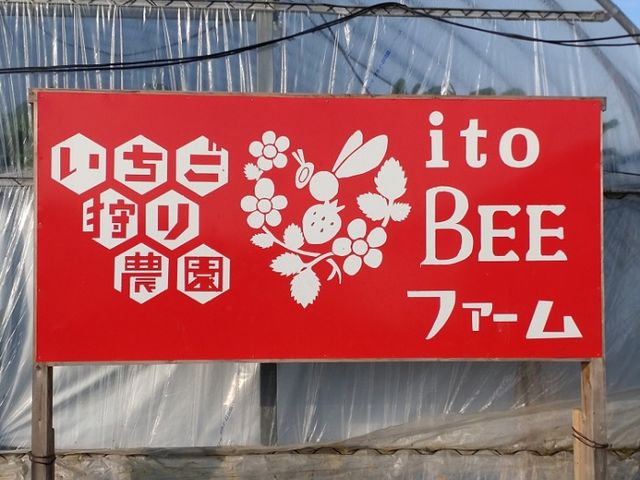 いちご
狩り
農園
ito
BEE
ファーム